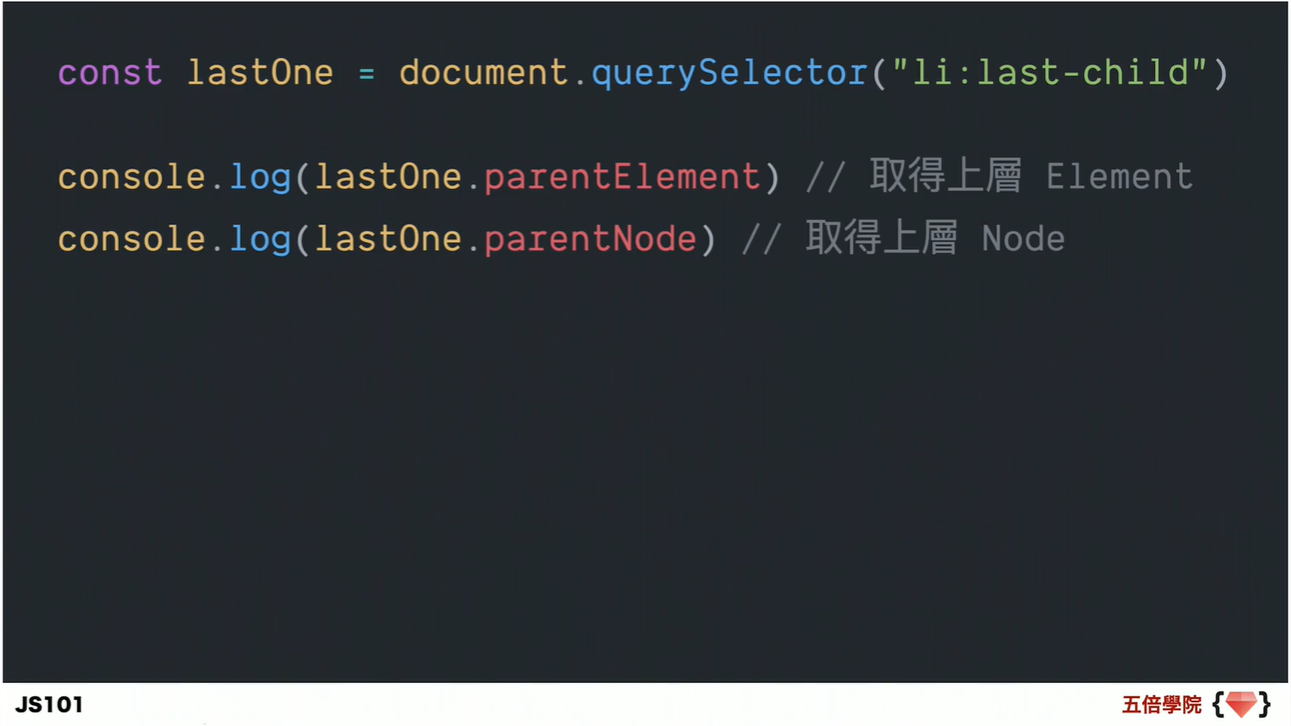 const lastOne = document.querySelector("li:last-child")
console.log(lastOne.parentElement) // 取得上層 Element
console.log(lastOne.parentNode) // 取得上層 Node
JS101
五倍學院